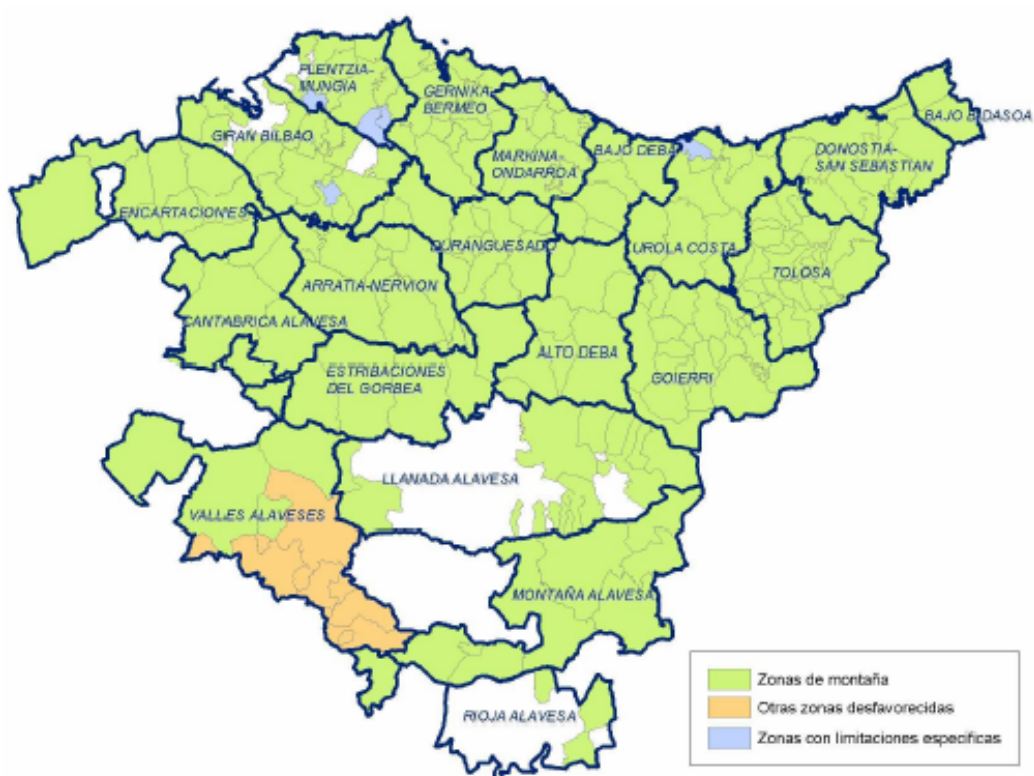 PLENTZIA-
MUNGIA
GERNIKA
BERMEO
BAJO BIDASOA
GRAN BILBAO
MARKINA-
ONDARROA
BAJO DEBA
DONOSTIA-
SAN SEBASTIAN
ENCARTACIONES
DURANGUESADO
UROLA COSTA
TOLOSA
ARRATIA-NERVION
CANTABRICA ALAVESA
ESTRIBACIONES
DEL GORBEA
ALTO DEBA
GOIERRI
LLANADA ALAVESA
VALLES ALAVESES
MONTAÑA ALAVESA
RIOJA ALAVESA
Zonas de montaña
Otras zonas desfavorecidas
Zonas con limitaciones especificas